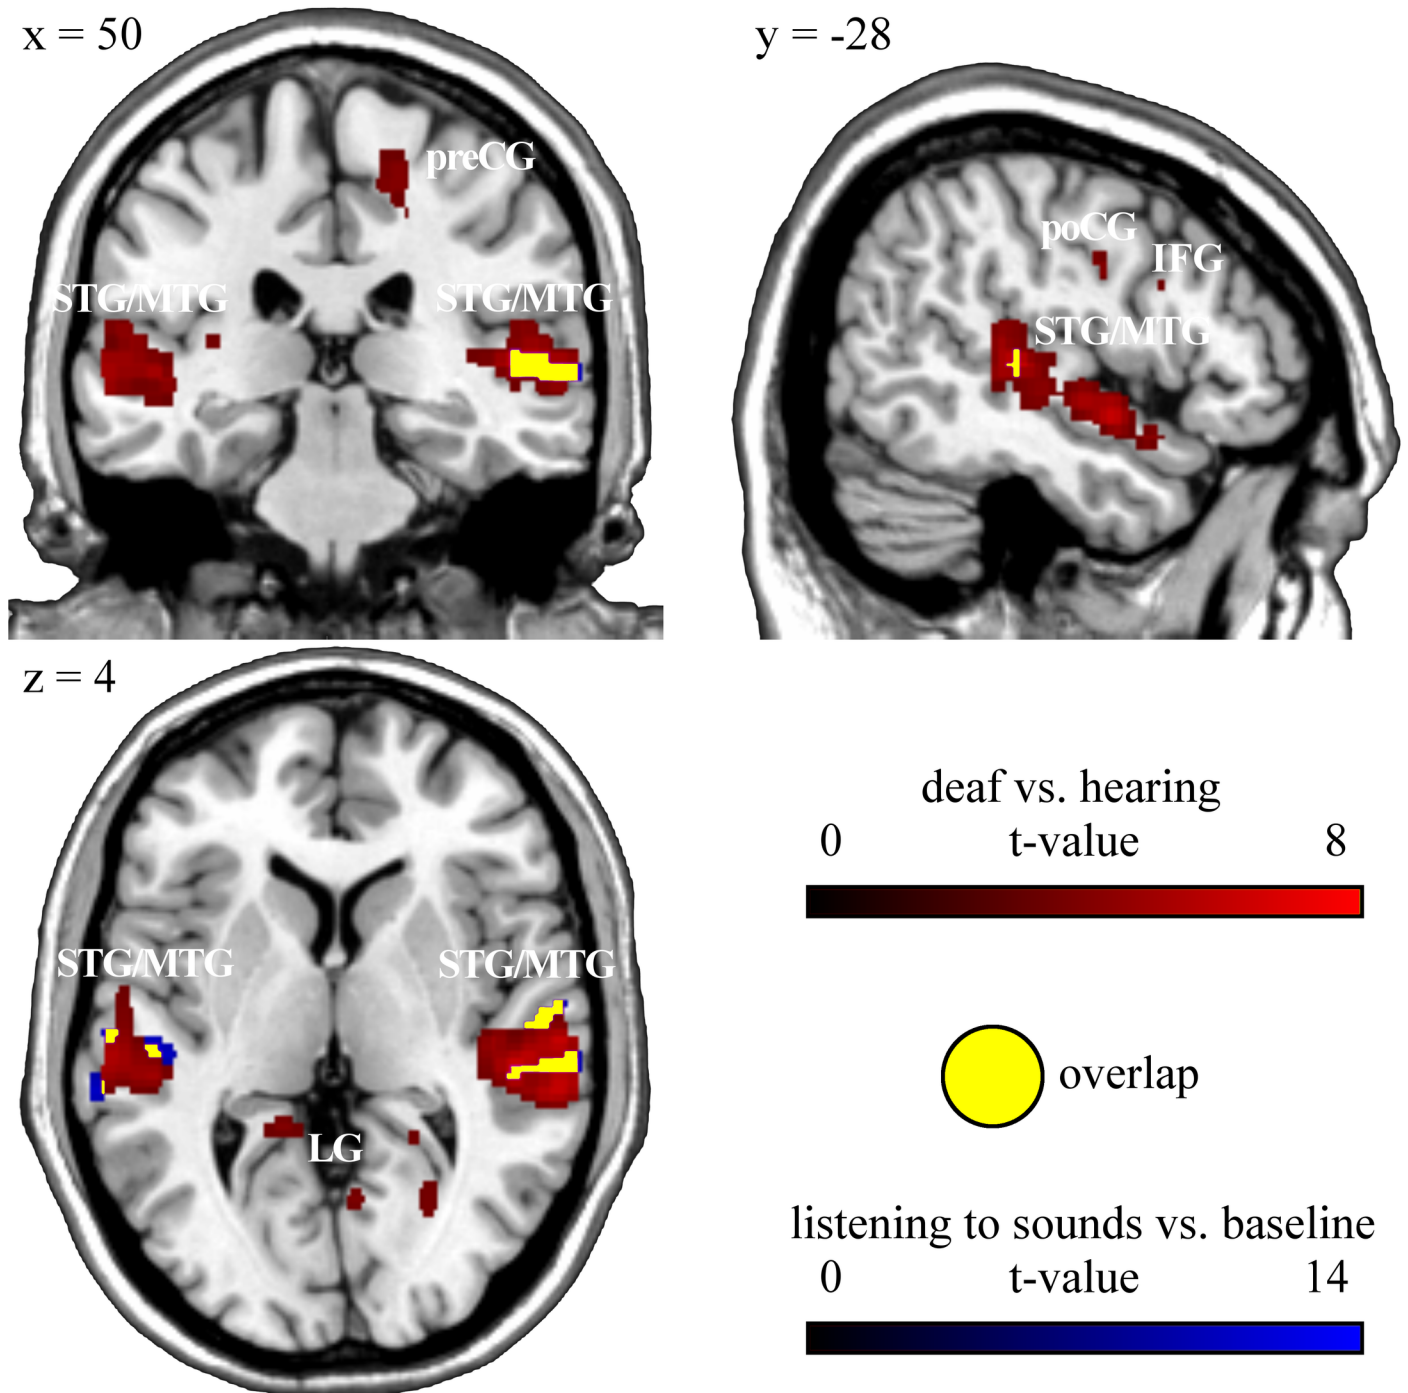 x = 50
preCG
STG/MTG
STG/MTG
y = -28
poCG
IFG
STG/MTG
z = 4
STG/MTG
STG/MTG
LG
deaf vs. hearing
0 t-value 8
overlap
listening to sounds vs. baseline
0 t-value 14